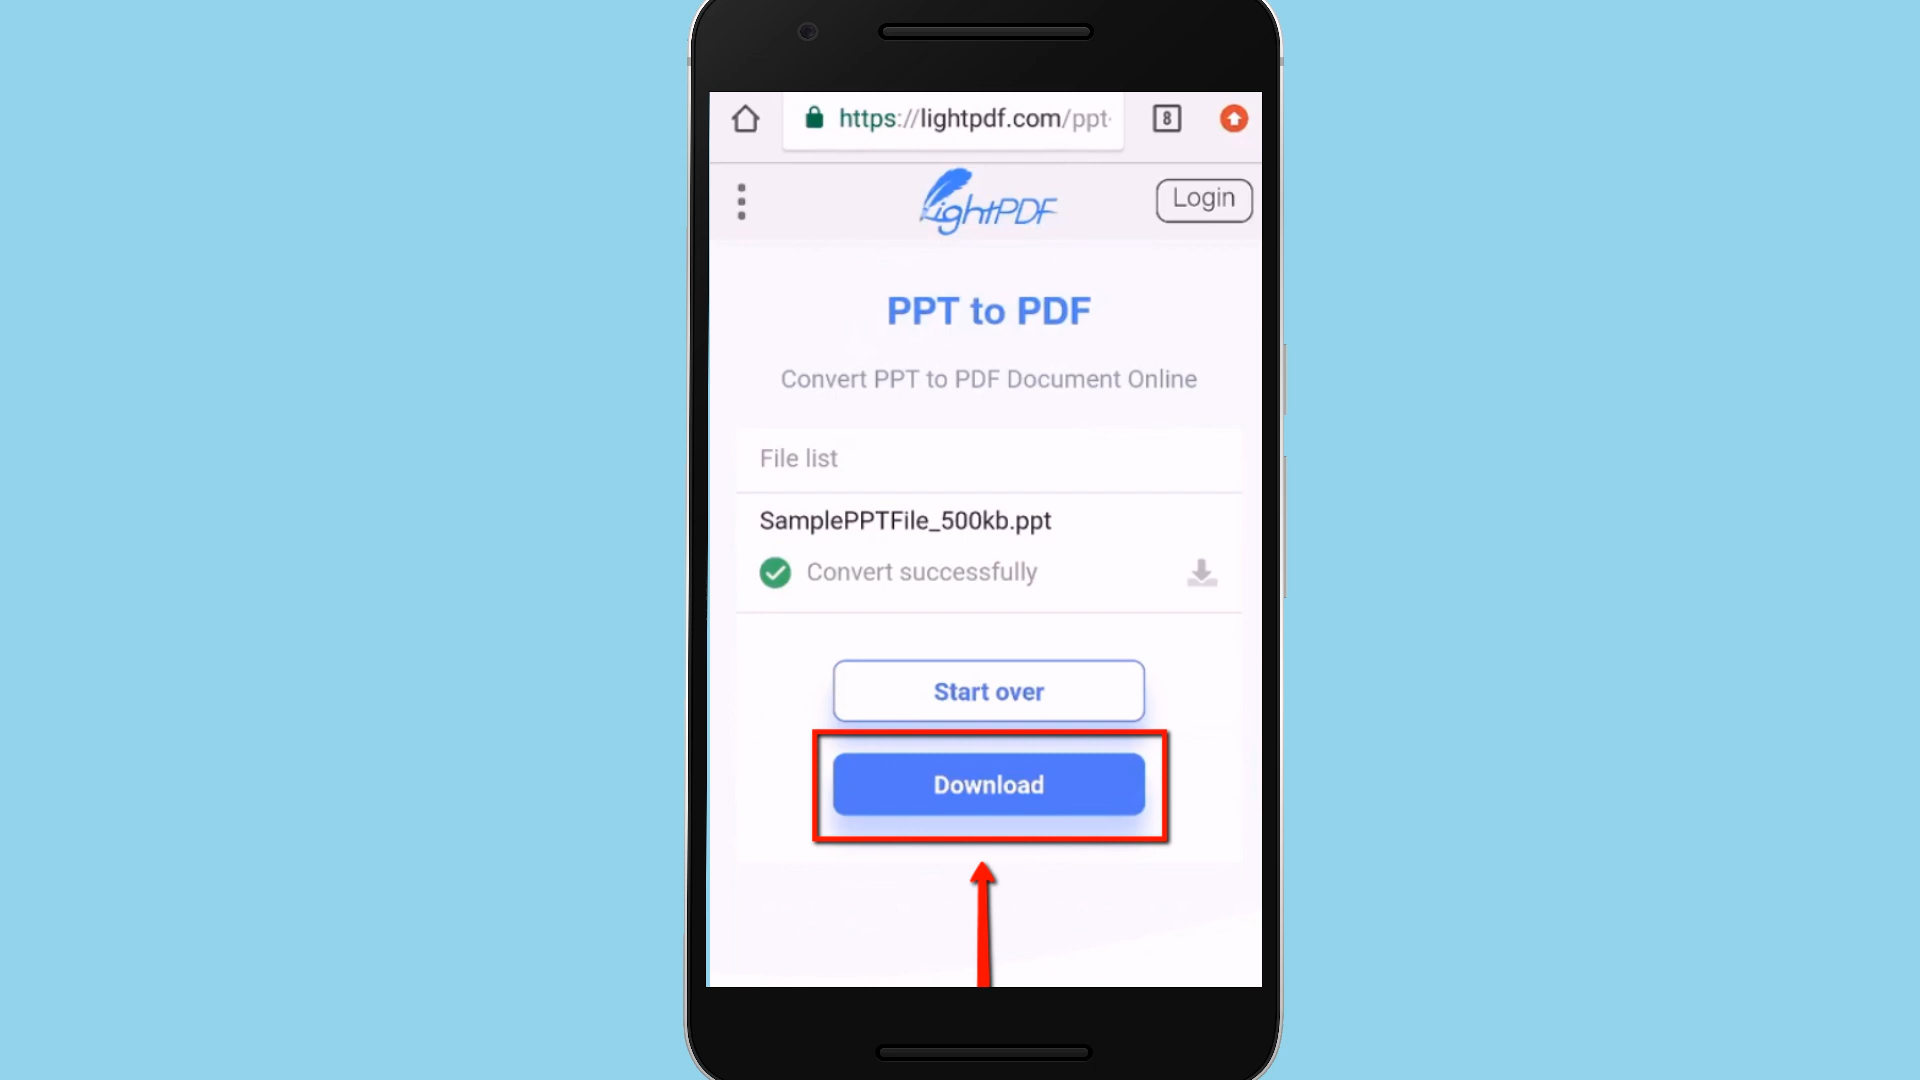 https://lightpdf.com/ppt-
8
LightPDF
Login
PPT to PDF
Convert PPT to PDF Document Online
File list
SamplePPTFile_500kb.ppt
Convert successfully
Start over
Download